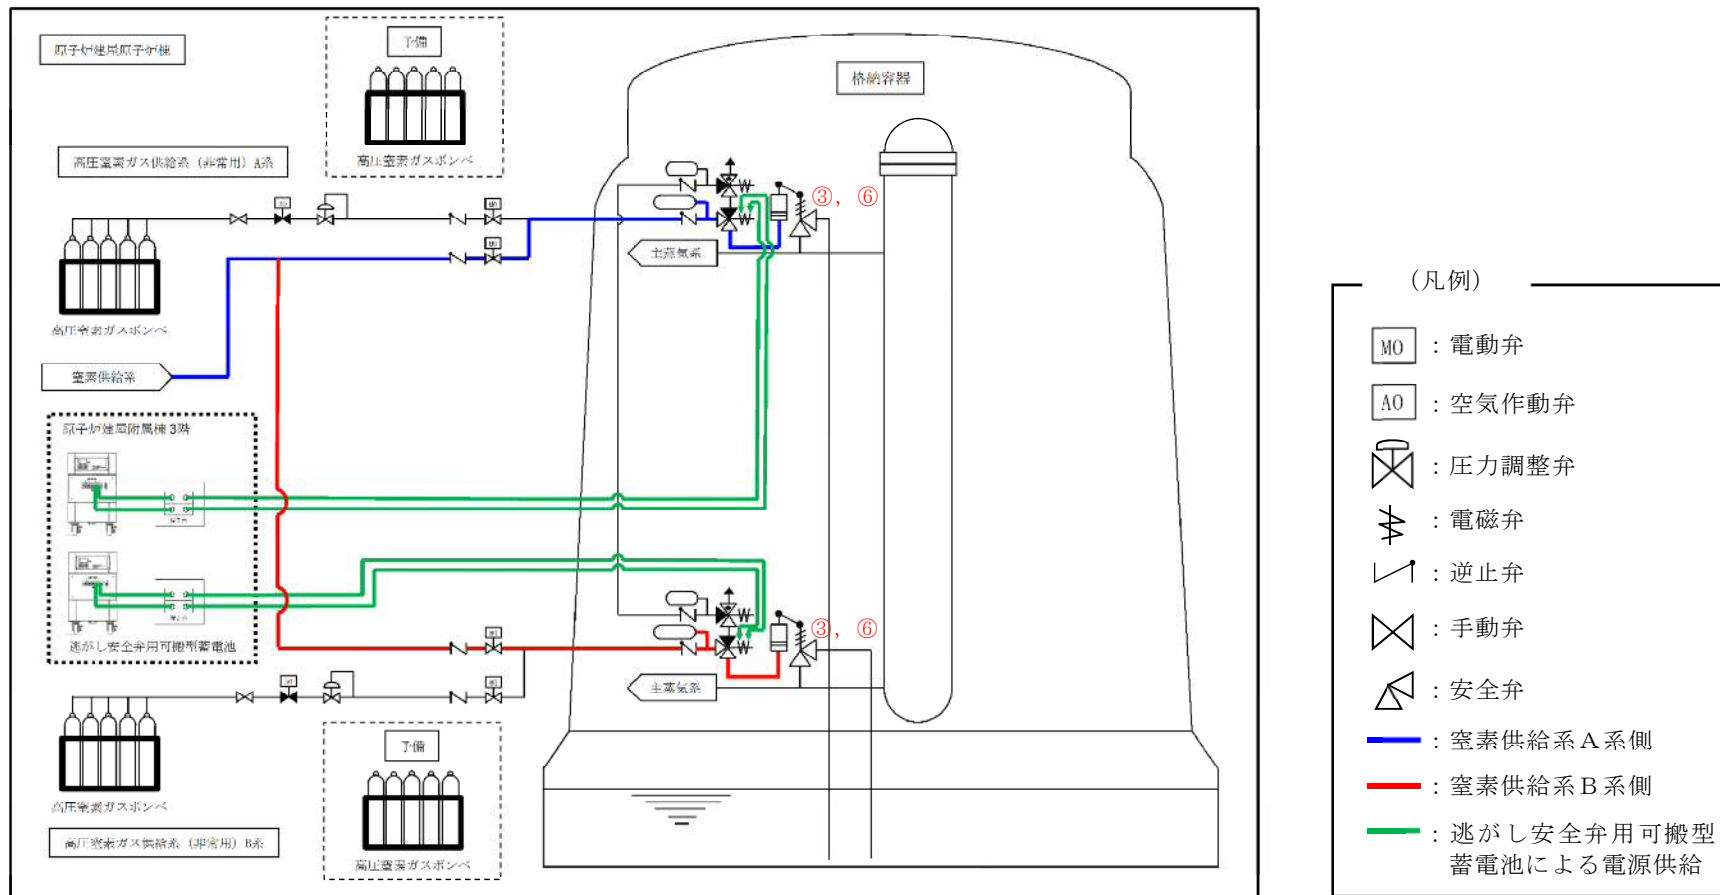 原子炉建屋原子炉棟
予備
高圧窒素ガスボンベ
格納容器
高圧窒素ガス供給系（非常用）A系
MO
MO
MO
高圧窒素ガスボンベ
窒素供給系
③，⑥
主蒸気系
原子炉建屋附属棟 3階
逃がし安全弁用可搬型蓄電池
MO
MO
MO
③，⑥
主蒸気系
高圧窒素ガスボンベ
予備
高圧窒素ガスボンベ
高圧窒素ガス供給系（非常用）B系
（凡例）
MO ：電動弁
AO ：空気作動弁
：圧力調整弁
：電磁弁
：逆止弁
：手動弁
：安全弁
：窒素供給系Ａ系側
：窒素供給系Ｂ系側
：逃がし安全弁用可搬型
蓄電池による電源供給